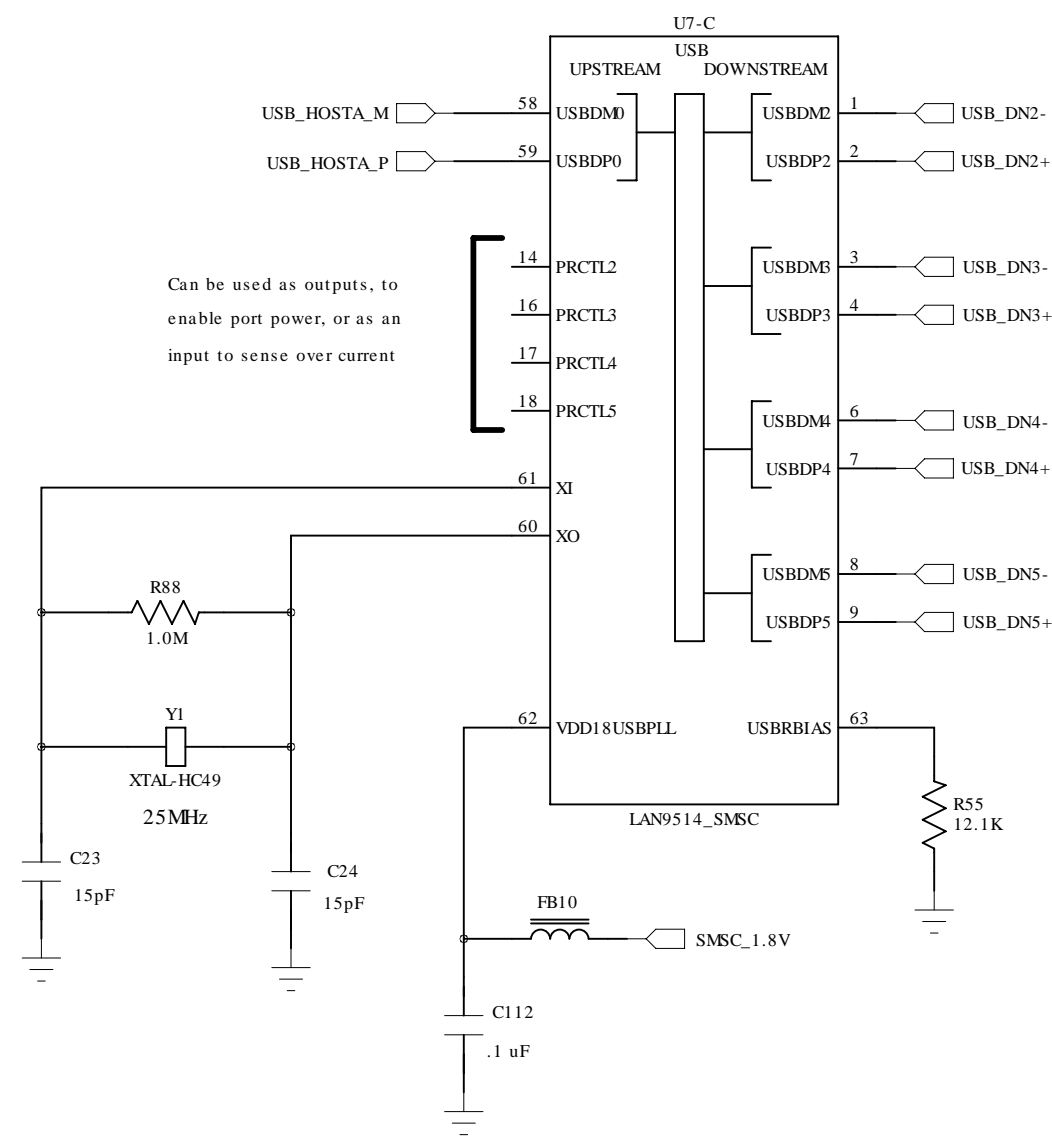 U7-C
USB
UPSTREAM DOWNSTREAM
USB_HOSTA_M 58 USBDM0 USBDM2 1 USB_DN2-
USB_HOSTA_P 59 USBDP0 USBDP2 2 USB_DN2+
14 PRCTL2 USBDM3 3 USB_DN3-
Can be used as outputs, to
enable port power, or as an
input to sense over current
16 PRCTL3 USBDP3 4 USB_DN3+
17 PRCTL4
18 PRCTL5 USBDM4 6 USB_DN4-
USBDP4 7 USB_DN4+
61 XI
60 XO
USBDM5 8 USB_DN5-
R88
1.0M
USBDP5 9 USB_DN5+
Y1
XTAL-HC49
25MHz
62 VDD18USBPLL USBRBIAS 63
R55
12.1K
LAN9514_SMSC
C23
15pF
C24
15pF
FB10
SMSC_1.8V
C112
.1 uF